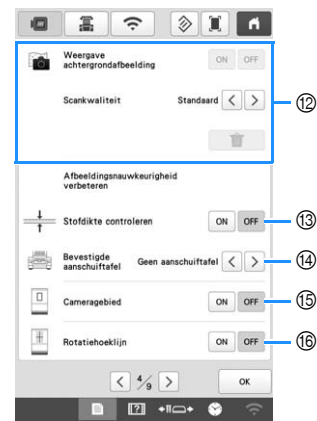 Weergave
achtergrondafbeelding
ON OFF
Scankwaliteit Standaard < >
⑫
Afbeeldingsnauwkeurigheid
verbeteren
Stofdikte controleren ON OFF
⑬
Bevestigde
aanschuiftafel
Geen aanschuiftafel < >
⑭
Cameragebied ON OFF
⑮
Rotatiehoeklijn ON OFF
⑯
< 4/9 > OK
?